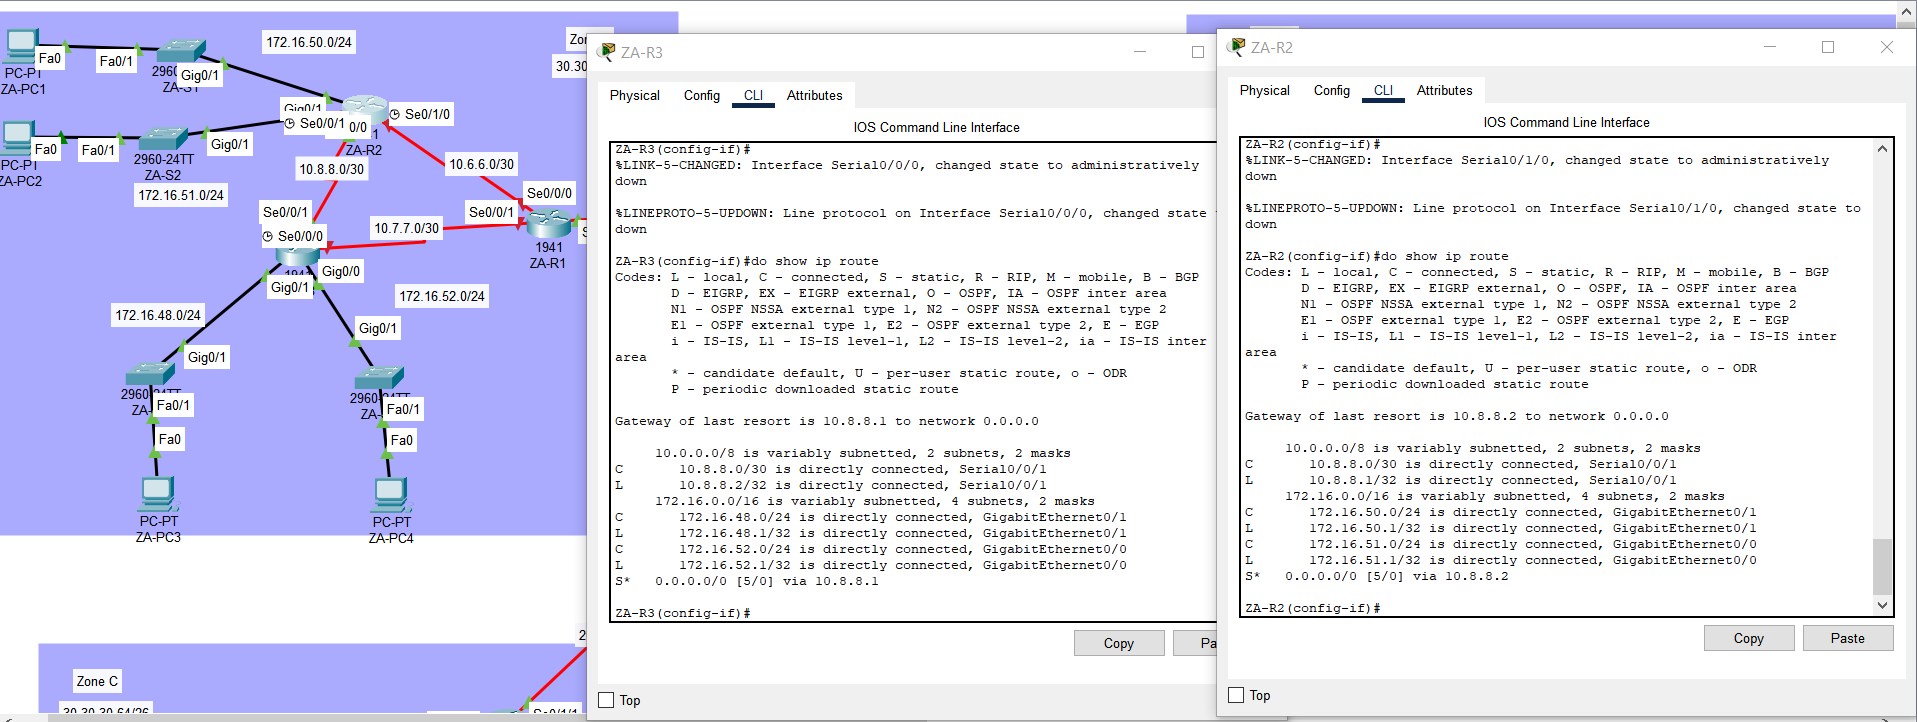 PC-PT
ZA-PC1
Fa0
Fa0/1
Gig0/1
172.16.50.0/24
PC-PT
ZA-PC2
Fa0
Fa0/1
2960-24TT
ZA-S2
Gig0/1
172.16.51.0/24
Gig0/1
Se0/0/1
0/0
Se0/1/0
ZA-R2
10.8.8.0/30
10.6.6.0/30
Se0/0/0
Se0/0/1
Se0/0/1
Se0/0/0
10.7.7.0/30
1941
ZA-R1
Gig0/0
Gig0/1
172.16.52.0/24
172.16.48.0/24
Gig0/1
Gig0/1
2960-24TT
Fa0/1
Fa0
PC-PT
ZA-PC3
2960-24TT
Fa0/1
Fa0
PC-PT
ZA-PC4
Zone C
30.30.30.64/26
Se0/1/1
ZA-R3
Physical Config CLI Attributes
IOS Command Line Interface
ZA-R3(config-if)#
%LINK-5-CHANGED: Interface Serial0/0/0, changed state to administratively
down
%LINEPROTO-5-UPDOWN: Line protocol on Interface Serial0/0/0, changed state
down
ZA-R3(config-if)#do show ip route
Codes: L - local, C - connected, S - static, R - RIP, M - mobile, B - BGP
D - EIGRP, EX - EIGRP external, O - OSPF, IA - OSPF inter area
N1 - OSPF NSSA external type 1, N2 - OSPF NSSA external type 2
E1 - OSPF external type 1, E2 - OSPF external type 2, E - EGP
i - IS-IS, L1 - IS-IS level-1, L2 - IS-IS level-2, ia - IS-IS inter
area
* - candidate default, U - per-user static route, o - ODR
P - periodic downloaded static route
Gateway of last resort is 10.8.8.1 to network 0.0.0.0
10.0.0.0/8 is variably subnetted, 2 subnets, 2 masks
C 10.8.8.0/30 is directly connected, Serial0/0/1
L 10.8.8.2/32 is directly connected, Serial0/0/1
172.16.0.0/16 is variably subnetted, 4 subnets, 2 masks
C 172.16.48.0/24 is directly connected, GigabitEthernet0/1
L 172.16.48.1/32 is directly connected, GigabitEthernet0/1
C 172.16.52.0/24 is directly connected, GigabitEthernet0/0
L 172.16.52.1/32 is directly connected, GigabitEthernet0/0
S* 0.0.0.0/0 [5/0] via 10.8.8.1
ZA-R3(config-if)#
Copy
Top
ZA-R2
Physical Config CLI Attributes
IOS Command Line Interface
ZA-R2(config-if)#
%LINK-5-CHANGED: Interface Serial0/1/0, changed state to administratively
down
%LINEPROTO-5-UPDOWN: Line protocol on Interface Serial0/1/0, changed state to
down
ZA-R2(config-if)#do show ip route
Codes: L - local, C - connected, S - static, R - RIP, M - mobile, B - BGP
D - EIGRP, EX - EIGRP external, O - OSPF, IA - OSPF inter area
N1 - OSPF NSSA external type 1, N2 - OSPF NSSA external type 2
E1 - OSPF external type 1, E2 - OSPF external type 2, E - EGP
i - IS-IS, L1 - IS-IS level-1, L2 - IS-IS level-2, ia - IS-IS inter
area
* - candidate default, U - per-user static route, o - ODR
P - periodic downloaded static route
Gateway of last resort is 10.8.8.2 to network 0.0.0.0
10.0.0.0/8 is variably subnetted, 2 subnets, 2 masks
C 10.8.8.0/30 is directly connected, Serial0/0/1
L 10.8.8.1/32 is directly connected, Serial0/0/1
172.16.0.0/16 is variably subnetted, 4 subnets, 2 masks
C 172.16.50.0/24 is directly connected, GigabitEthernet0/1
L 172.16.50.1/32 is directly connected, GigabitEthernet0/1
C 172.16.51.0/24 is directly connected, GigabitEthernet0/0
L 172.16.51.1/32 is directly connected, GigabitEthernet0/0
S* 0.0.0.0/0 [5/0] via 10.8.8.2
ZA-R2(config-if)#
Copy Paste
Top